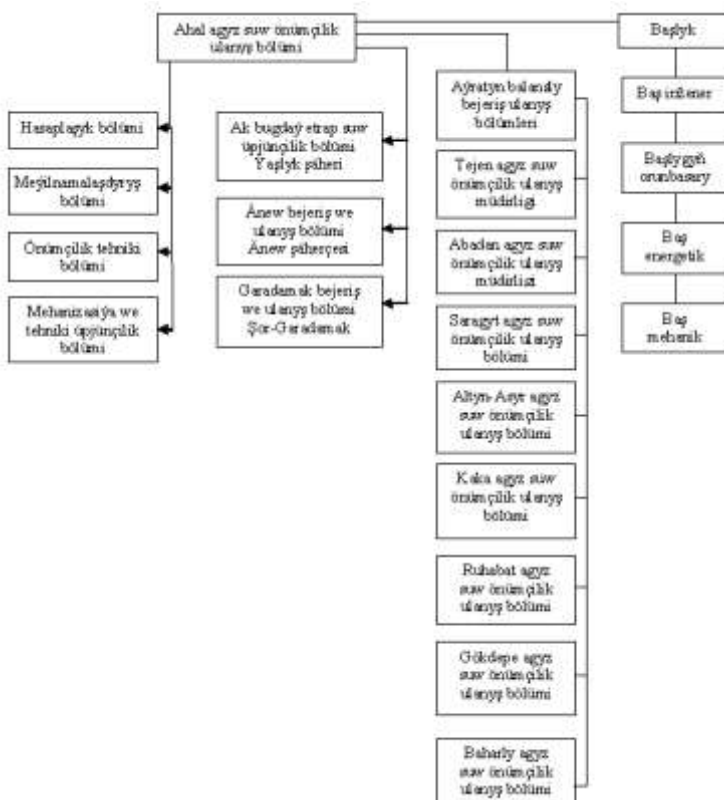 Ahal agyz suw önümçilik
ulanyş bölümi
Başlyk
Hasaplaşyk bölümi
Meýilnamalaşdyryş
bölümi
Önümçilik tehniki
bölümi
Mehanizasiýa we
tehniki üpjünçilik
bölümi
Ak bugdaý etrap suw
üpjünçilik bölümi
Ýaşlyk şäheri
Änew bejeriş we
ulanyş bölümi
Änew şäherçesi
Garadamak bejeriş
we ulanyş bölümi
Şor-Garadamak
Aýratyn balansly
bejeriş ulanyş
bölümleri
Tejen agyz suw
önümçilik ulanyş
müdirligi
Abadan agyz suw
önümçilik ulanyş
müdirligi
Saragyt agyz suw
önümçilik ulanyş
bölümi
Altyn-Asyr agyz
suw önümçilik
ulanyş bölümi
Kaka agyz suw
önümçilik ulanyş
bölümi
Ruhabat agyz
suw önümçilik
ulanyş bölümi
Gökdepe agyz
suw önümçilik
ulanyş bölümi
Baharly agyz
suw önümçilik
ulanyş bölümi
Baş inžener
Başlygyň
orunbasary
Baş
energetik
Baş
mehanik